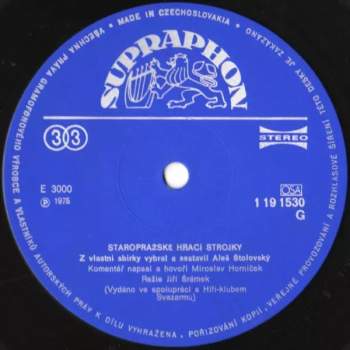 • MADE IN CZECHOSLOVAKIA •
VŠECHNA PRÁVA GRAMOFONOVÉHO VÝROBCE A VLASTNÍKŮ AUTORSKÝCH PRÁV K DÍLU VYHRAŽENA. POŘIZOVÁNÍ KOPIÍ, VEŘEJNÉ PROVOZOVÁNÍ A ROZHLASOVÉ ŠÍŘENÍ TÉTO DESKY JE ZAKÁZÁNO
SUPRAPHON
33
STEREO
E 3000
OSA
℗ 1975
1 19 1530
G
STAROPRAŽSKÉ HRACÍ STROJKY
Z vlastní sbírky vybral a sestavil Aleš Štolovský
Komentář napsal a hovoří Miroslav Horníček
Režie Jiří Šrámek
(Vydáno ve spolupráci s Hifi-klubem
Svazarmu)